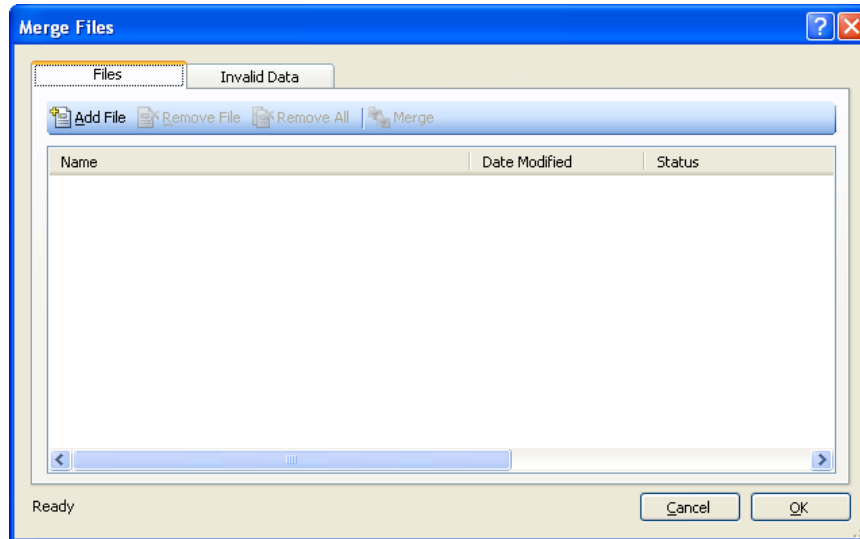 Merge Files
Files Invalid Data
Add File Remove File Remove All Merge
Name Date Modified Status
Ready Cancel OK